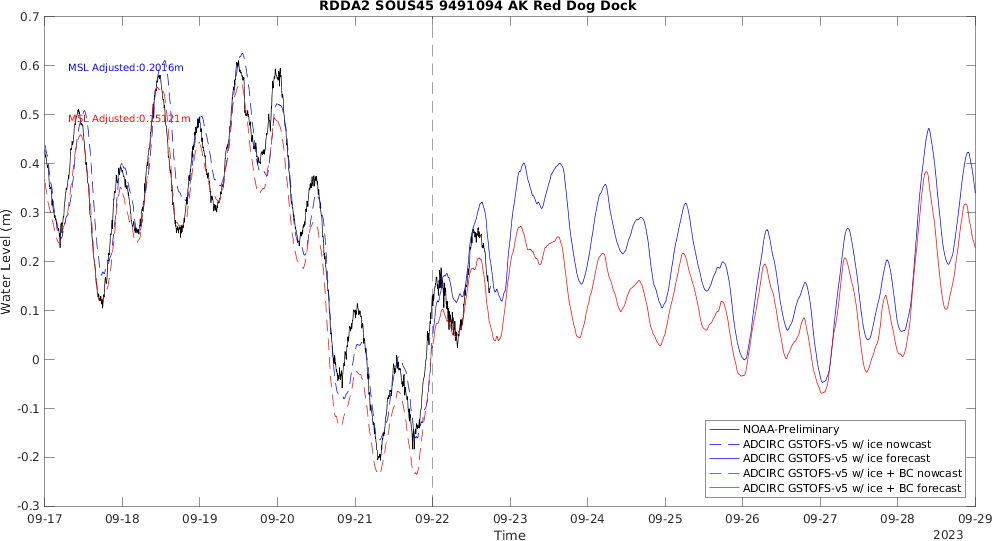 RDDA2 SOUS45 9491094 AK Red Dog Dock
0.7
0.6
0.5
0.4
0.3
0.2
0.1
0
-0.1
-0.2
-0.3
Water Level (m)
MSL Adjusted:0.2016m
MSL Adjusted:0.15121m
NOAA-Preliminary
ADCIRC GSTOFS-v5 w/ ice nowcast
ADCIRC GSTOFS-v5 w/ ice forecast
ADCIRC GSTOFS-v5 w/ ice + BC nowcast
ADCIRC GSTOFS-v5 w/ ice + BC forecast
09-17 09-18 09-19 09-20 09-21 09-22 09-23 09-24 09-25 09-26 09-27 09-28 09-29
Time
2023